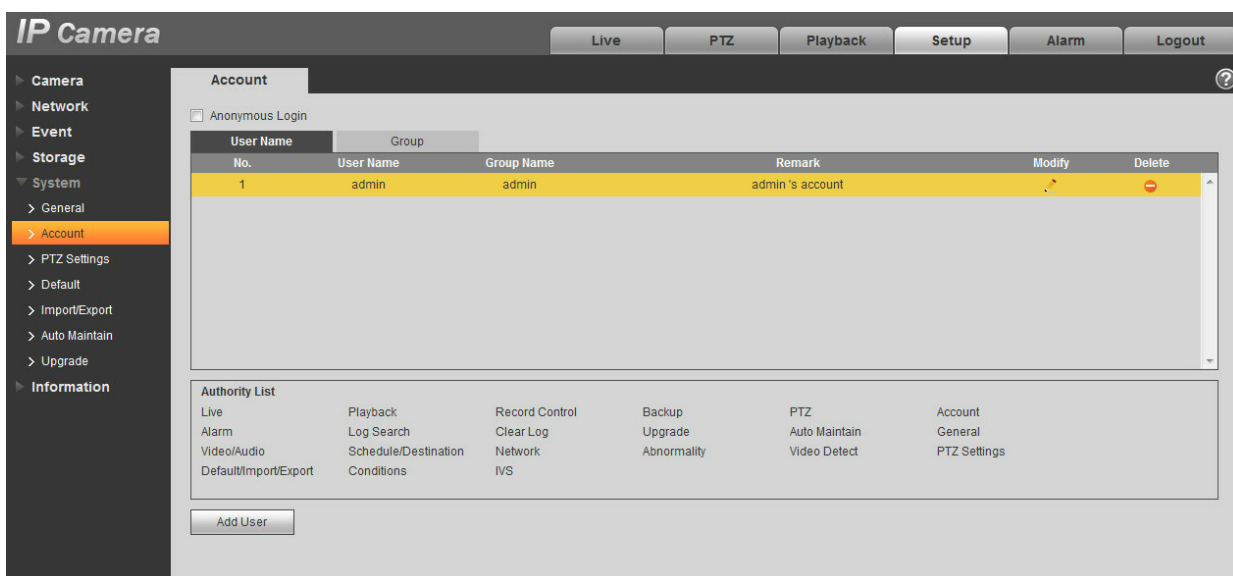 IP Camera
Live PTZ Playback Setup Alarm Logout
Camera
Network
Event
Storage
System
General
Account
PTZ Settings
Default
Import/Export
Auto Maintain
Upgrade
Information
Account
?
Anonymous Login
User Name Group
No. User Name Group Name Remark Modify Delete
1 admin admin admin 's account
Authority List
Live Playback Record Control Backup PTZ Account
Alarm Log Search Clear Log Upgrade Auto Maintain General
Video/Audio Schedule/Destination Network Abnormality Video Detect PTZ Settings
Default/Import/Export Conditions IVS
Add User